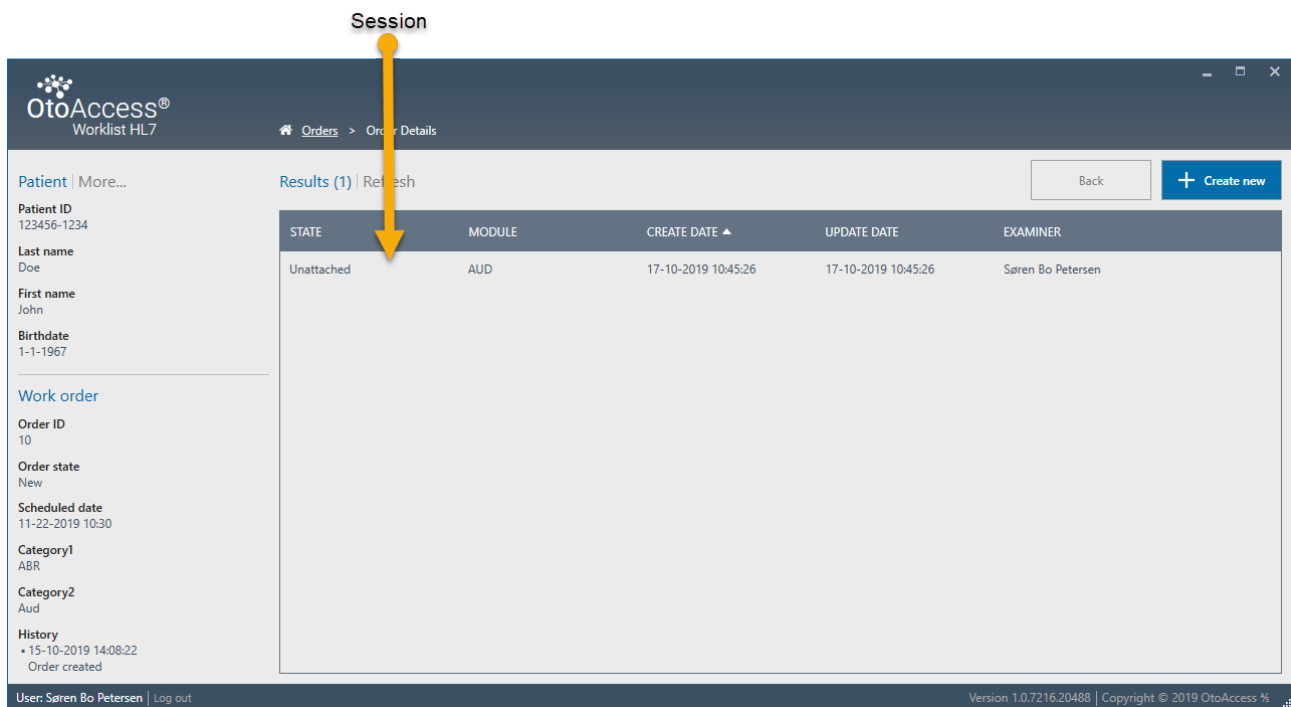 Session
OtoAccess®
Worklist HL7
Orders > Order Details
Patient | More...
Patient ID
123456-1234
Last name
Doe
First name
John
Birthdate
1-1-1967
Work order
Order ID
10
Order state
New
Scheduled date
11-22-2019 10:30
Category1
ABR
Category2
Aud
History
• 15-10-2019 14:08:22
Order created
Results (1) | Refresh
Back
+ Create new
STATE MODULE CREATE DATE ▲ UPDATE DATE EXAMINER
Unattached AUD 17-10-2019 10:45:26 17-10-2019 10:45:26 Søren Bo Petersen
User: Søren Bo Petersen | Log out
Version 1.0.7216.20488 | Copyright © 2019 OtoAccess